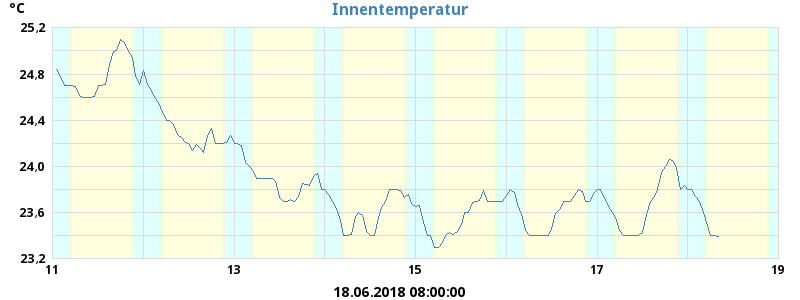 °C
Innentemperatur
25,2
24,8
24,4
24,0
23,6
23,2
11 13 15 17 19
18.06.2018 08:00:00